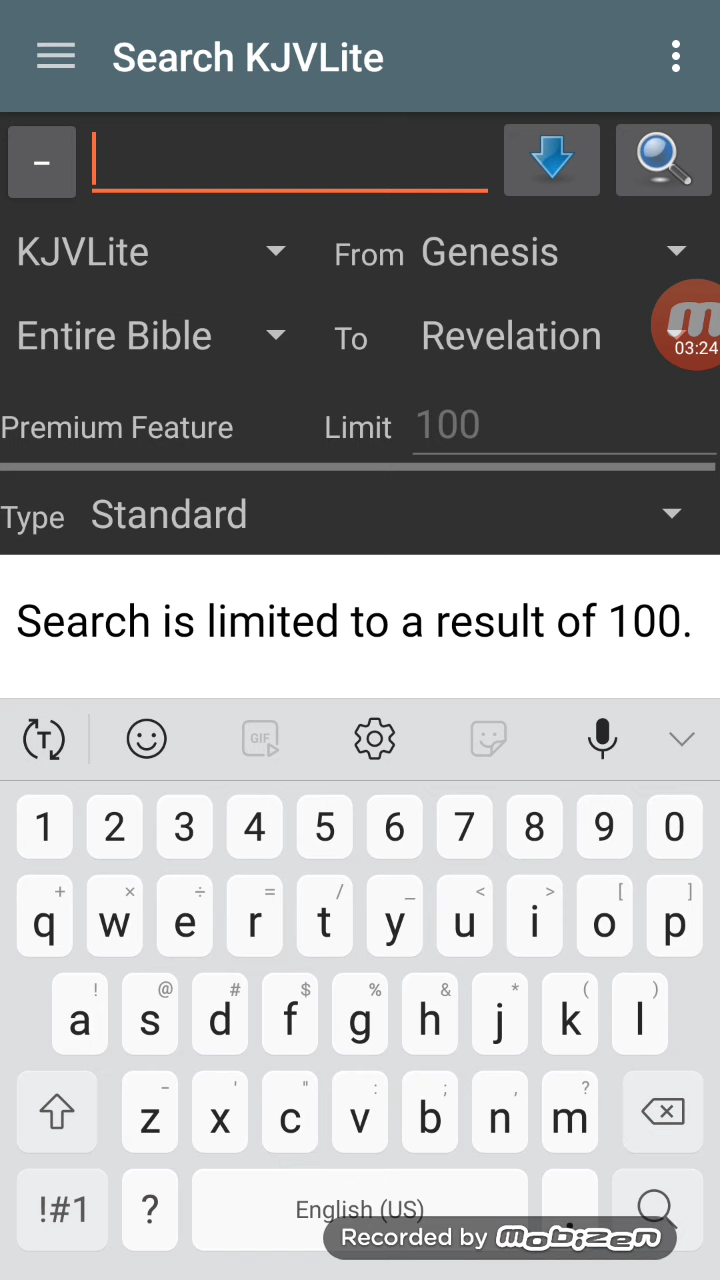 Search KJVLite
-
KJVLite From Genesis
Entire Bible To Revelation
03:24
Premium Feature Limit 100
Type Standard
Search is limited to a result of 100.
T GIF
1 2 3 4 5 6 7 8 9 0
+ × ÷ = / _ < > [ ]
q w e r t y u i o p
! @ # $ % & * ( )
a s d f g h j k l
- ' " : ; , ?
z x c v b n m
!#1 ? English (US) .
Recorded by Mobizen